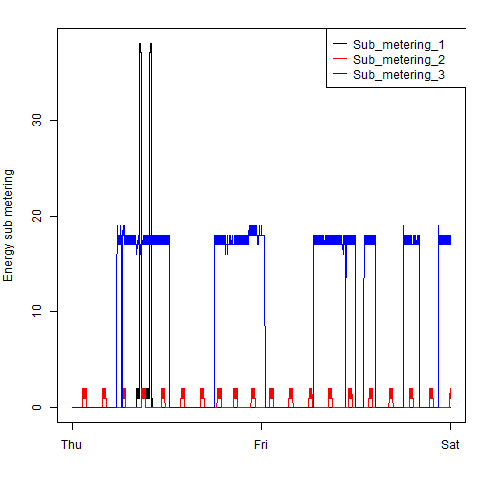 Sub_metering_1
Sub_metering_2
Sub_metering_3
Energy sub metering
30
20
10
0
Thu
Fri
Sat